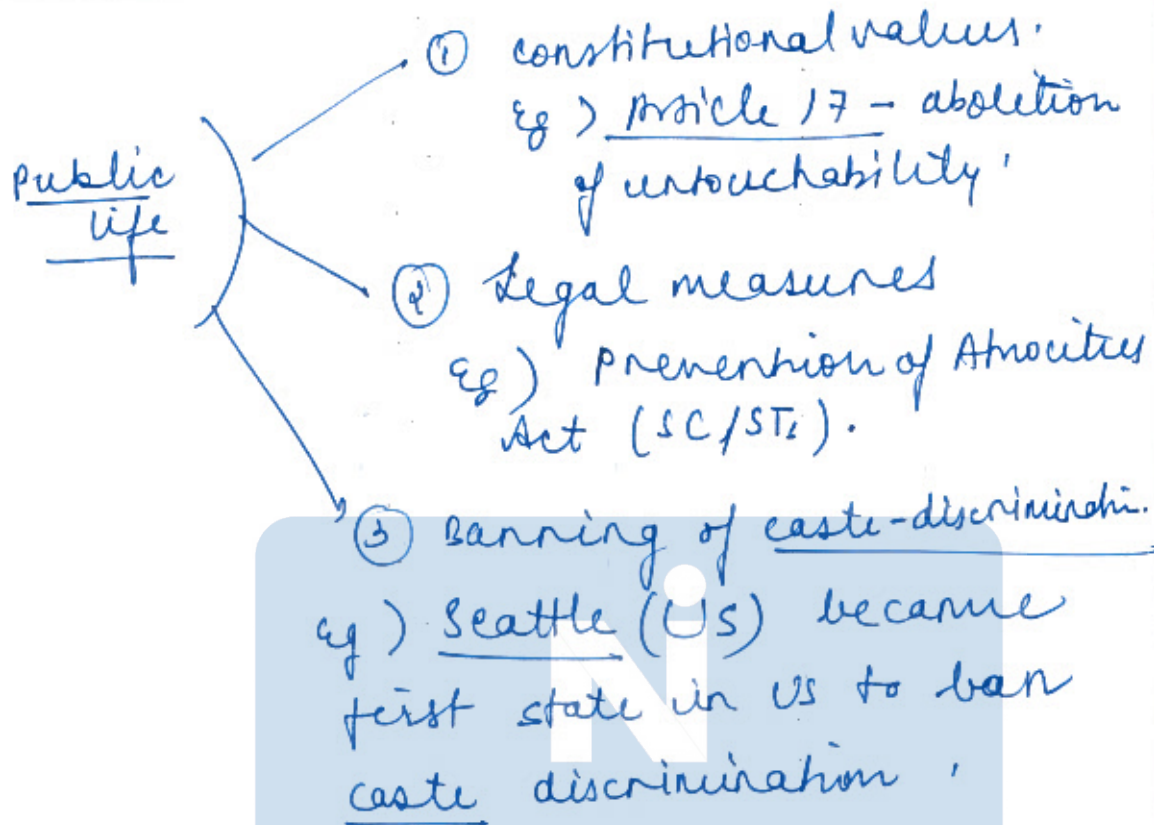 ① constitutional values.
Eg) Article 17 - abolition
of untouchability.
Public
life
② Legal measures
Eg) Prevention of Atrocities
Act (SC/STs).
③ Banning of caste-discriminatn.
Eg) Seattle (US) became
first state in US to ban
caste discrimination.